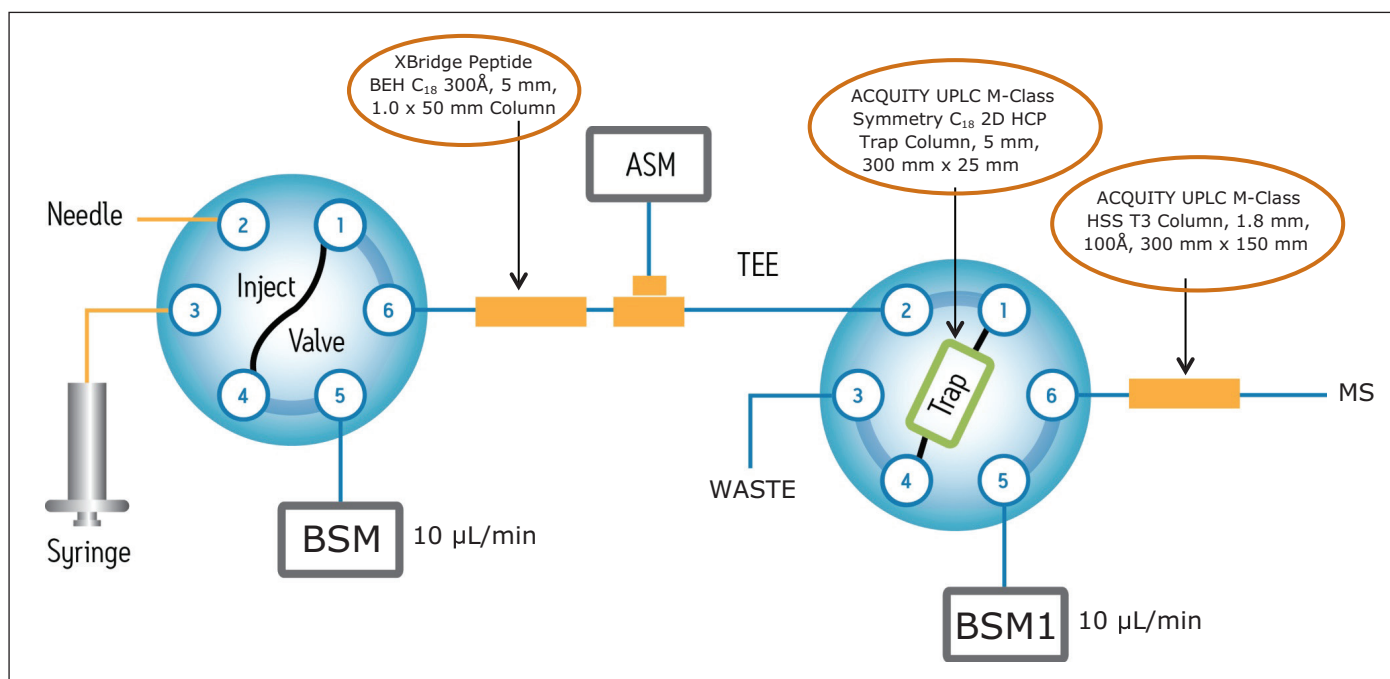 XBridge Peptide
BEH C₁₈ 300Å, 5 mm,
1.0 x 50 mm Column
ACQUITY UPLC M-Class
Symmetry C₁₈ 2D HCP
Trap Column, 5 mm,
300 mm x 25 mm
ACQUITY UPLC M-Class
HSS T3 Column, 1.8 mm,
100Å, 300 mm x 150 mm
ASM
Needle
2
1
Inject
3
Valve
6
4
5
Syringe
BSM
10 µL/min
TEE
2
1
3
Trap
6
MS
4
5
WASTE
BSM1
10 µL/min